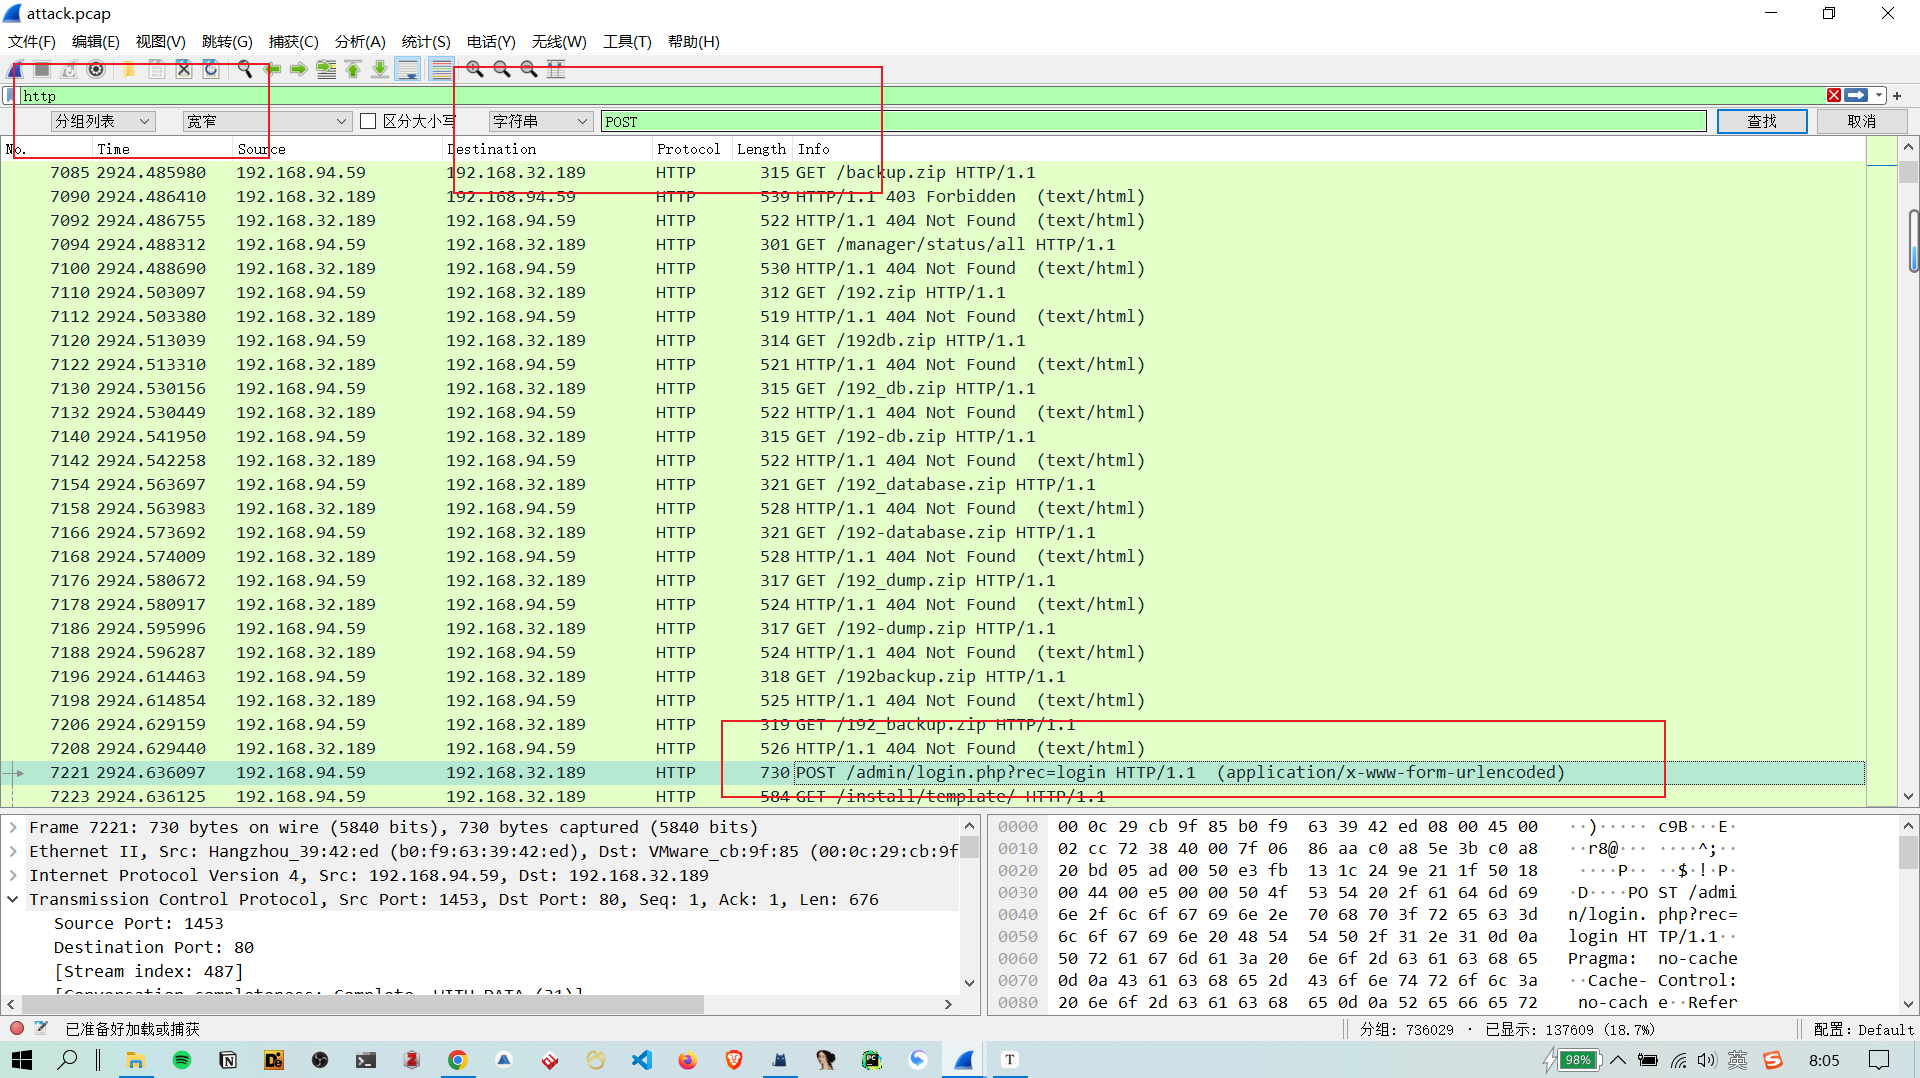 attack.pcap
文件(F) 编辑(E) 视图(V) 跳转(G) 捕获(C) 分析(A) 统计(S) 电话(Y) 无线(W) 工具(T) 帮助(H)
http
分组列表 宽窄 区分大小写 字符串 POST 查找 取消
No. Time Source Destination Protocol Length Info
7085 2924.485980 192.168.94.59 192.168.32.189 HTTP 315 GET /backup.zip HTTP/1.1
7090 2924.486410 192.168.32.189 192.168.94.59 HTTP 539 HTTP/1.1 403 Forbidden (text/html)
7092 2924.486755 192.168.32.189 192.168.94.59 HTTP 522 HTTP/1.1 404 Not Found (text/html)
7094 2924.488312 192.168.94.59 192.168.32.189 HTTP 301 GET /manager/status/all HTTP/1.1
7100 2924.488690 192.168.32.189 192.168.94.59 HTTP 530 HTTP/1.1 404 Not Found (text/html)
7110 2924.503097 192.168.94.59 192.168.32.189 HTTP 312 GET /192.zip HTTP/1.1
7112 2924.503380 192.168.32.189 192.168.94.59 HTTP 519 HTTP/1.1 404 Not Found (text/html)
7120 2924.513039 192.168.94.59 192.168.32.189 HTTP 314 GET /192db.zip HTTP/1.1
7122 2924.513310 192.168.32.189 192.168.94.59 HTTP 521 HTTP/1.1 404 Not Found (text/html)
7130 2924.530156 192.168.94.59 192.168.32.189 HTTP 315 GET /192_db.zip HTTP/1.1
7132 2924.530449 192.168.32.189 192.168.94.59 HTTP 522 HTTP/1.1 404 Not Found (text/html)
7140 2924.541950 192.168.94.59 192.168.32.189 HTTP 315 GET /192-db.zip HTTP/1.1
7142 2924.542258 192.168.32.189 192.168.94.59 HTTP 522 HTTP/1.1 404 Not Found (text/html)
7154 2924.563697 192.168.94.59 192.168.32.189 HTTP 321 GET /192_database.zip HTTP/1.1
7158 2924.563983 192.168.32.189 192.168.94.59 HTTP 528 HTTP/1.1 404 Not Found (text/html)
7166 2924.573692 192.168.94.59 192.168.32.189 HTTP 321 GET /192-database.zip HTTP/1.1
7168 2924.574009 192.168.32.189 192.168.94.59 HTTP 528 HTTP/1.1 404 Not Found (text/html)
7176 2924.580672 192.168.94.59 192.168.32.189 HTTP 317 GET /192_dump.zip HTTP/1.1
7178 2924.580917 192.168.32.189 192.168.94.59 HTTP 524 HTTP/1.1 404 Not Found (text/html)
7186 2924.595996 192.168.94.59 192.168.32.189 HTTP 317 GET /192-dump.zip HTTP/1.1
7188 2924.596287 192.168.32.189 192.168.94.59 HTTP 524 HTTP/1.1 404 Not Found (text/html)
7196 2924.614463 192.168.94.59 192.168.32.189 HTTP 318 GET /192backup.zip HTTP/1.1
7198 2924.614854 192.168.32.189 192.168.94.59 HTTP 525 HTTP/1.1 404 Not Found (text/html)
7206 2924.629159 192.168.94.59 192.168.32.189 HTTP 319 GET /192_backup.zip HTTP/1.1
7208 2924.629440 192.168.32.189 192.168.94.59 HTTP 526 HTTP/1.1 404 Not Found (text/html)
7221 2924.636097 192.168.94.59 192.168.32.189 HTTP 730 POST /admin/login.php?rec=login HTTP/1.1 (application/x-www-form-urlencoded)
7223 2924.636125 192.168.94.59 192.168.32.189 HTTP 584 GET /install/template/ HTTP/1.1
Frame 7221: 730 bytes on wire (5840 bits), 730 bytes captured (5840 bits)
Ethernet II, Src: Hangzhou_39:42:ed (b0:f9:63:39:42:ed), Dst: VMware_cb:9f:85 (00:0c:29:cb:9f
Internet Protocol Version 4, Src: 192.168.94.59, Dst: 192.168.32.189
Transmission Control Protocol, Src Port: 1453, Dst Port: 80, Seq: 1, Ack: 1, Len: 676
Source Port: 1453
Destination Port: 80
[Stream index: 487]
[Conversation completeness: Complete, WITH_DATA (31)]
0000 00 0c 29 cb 9f 85 b0 f9 63 39 42 ed 08 00 45 00 ··)····· c9B···E·
0010 02 cc 72 38 40 00 7f 06 86 aa c0 a8 5e 3b c0 a8 ··r8@··· ····^;··
0020 20 bd 05 ad 00 50 e3 fb 13 1c 24 9e 21 1f 50 18  ····P·· ··$·!·P·
0030 00 44 00 e5 00 00 50 4f 53 54 20 2f 61 64 6d 69 ·D····PO ST /admi
0040 6e 2f 6c 6f 67 69 6e 2e 70 68 70 3f 72 65 63 3d n/login. php?rec=
0050 6c 6f 67 69 6e 20 48 54 54 50 2f 31 2e 31 0d 0a login HT TP/1.1··
0060 50 72 61 67 6d 61 3a 20 6e 6f 2d 63 61 63 68 65 Pragma: no-cache
0070 0d 0a 43 61 63 68 65 2d 43 6f 6e 74 72 6f 6c 3a ··Cache- Control:
0080 20 6e 6f 2d 63 61 63 68 65 0d 0a 52 65 66 65 72 no-cach e··Refer
已准备好加载或捕获 分组: 736029 · 已显示: 137609 (18.7%) 配置: Default
98% 英 8:05